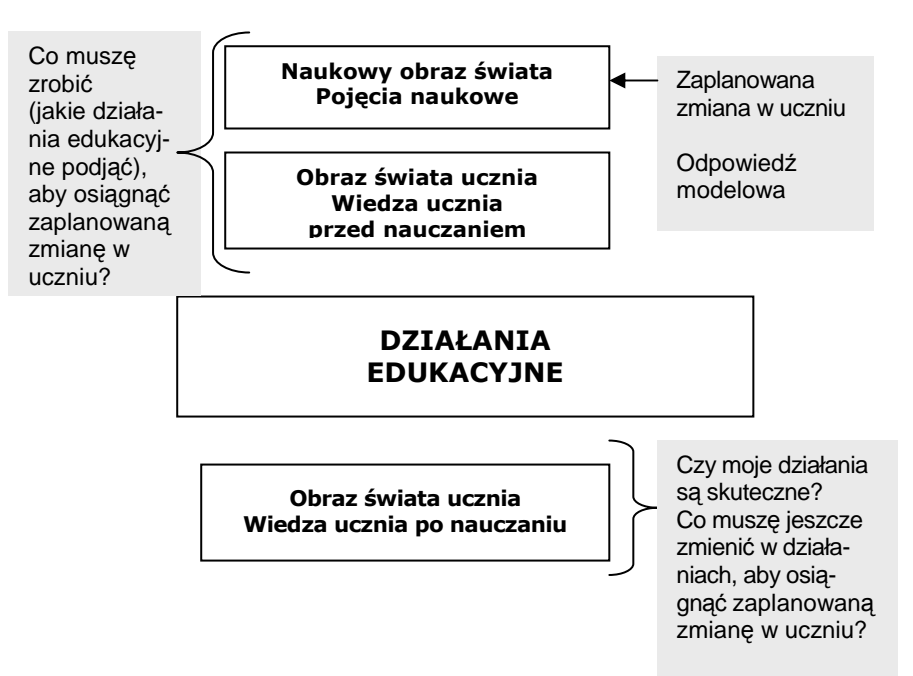 Co muszę
zrobić
(jakie działa-
nia edukacyj-
ne podjąć),
aby osiągnąć
zaplanowaną
zmianę w
uczniu?
Naukowy obraz świata
Pojęcia naukowe
Zaplanowana
zmiana w uczniu
Odpowiedź
modelowa
Obraz świata ucznia
Wiedza ucznia
przed nauczaniem
DZIAŁANIA
EDUKACYJNE
Obraz świata ucznia
Wiedza ucznia po nauczaniu
Czy moje działania
są skuteczne?
Co muszę jeszcze
zmienić w działa-
niach, aby osią-
gnąć zaplanowaną
zmianę w uczniu?